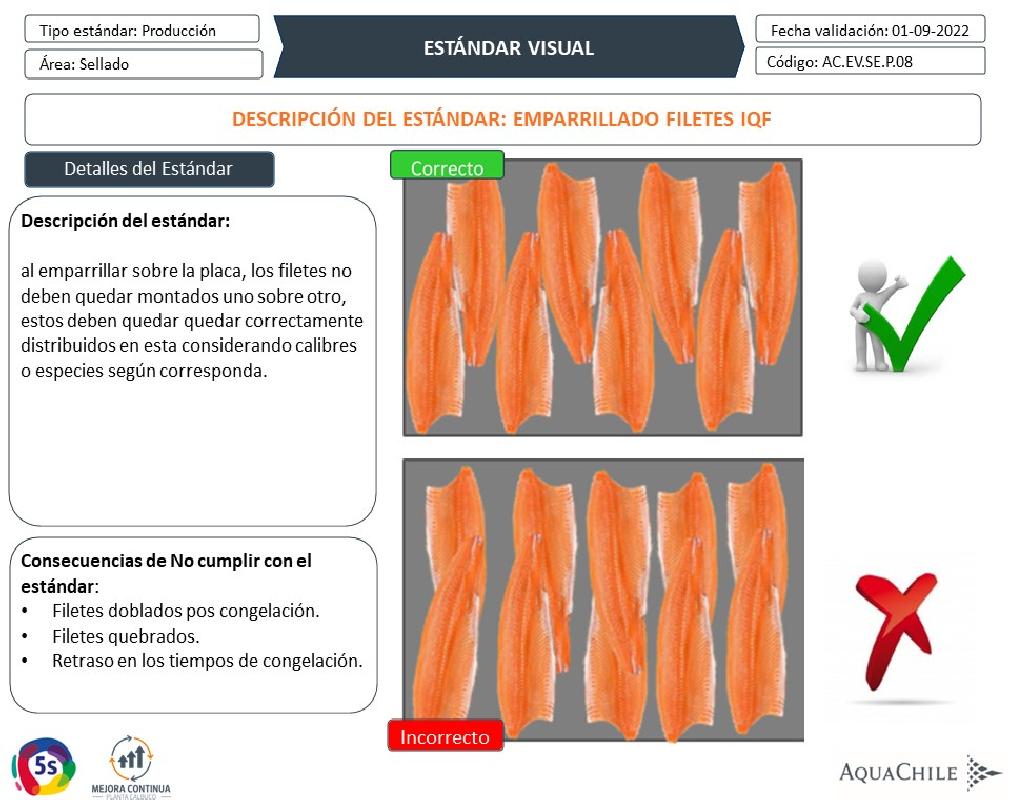 Tipo estándar: Producción
Área: Sellado
ESTÁNDAR VISUAL
Fecha validación: 01-09-2022
Código: AC.EV.SE.P.08
DESCRIPCIÓN DEL ESTÁNDAR: EMPARRILLADO FILETES IQF
Detalles del Estándar
Correcto
Descripción del estándar:
al emparrillar sobre la placa, los filetes no
deben quedar montados uno sobre otro,
estos deben quedar quedar correctamente
distribuidos en esta considerando calibres
o especies según corresponda.
Consecuencias de No cumplir con el
estándar:
• Filetes doblados pos congelación.
• Filetes quebrados.
• Retraso en los tiempos de congelación.
Incorrecto
5s
MEJORA CONTINUA
PLANTA CALBUCO
AQUACHILE